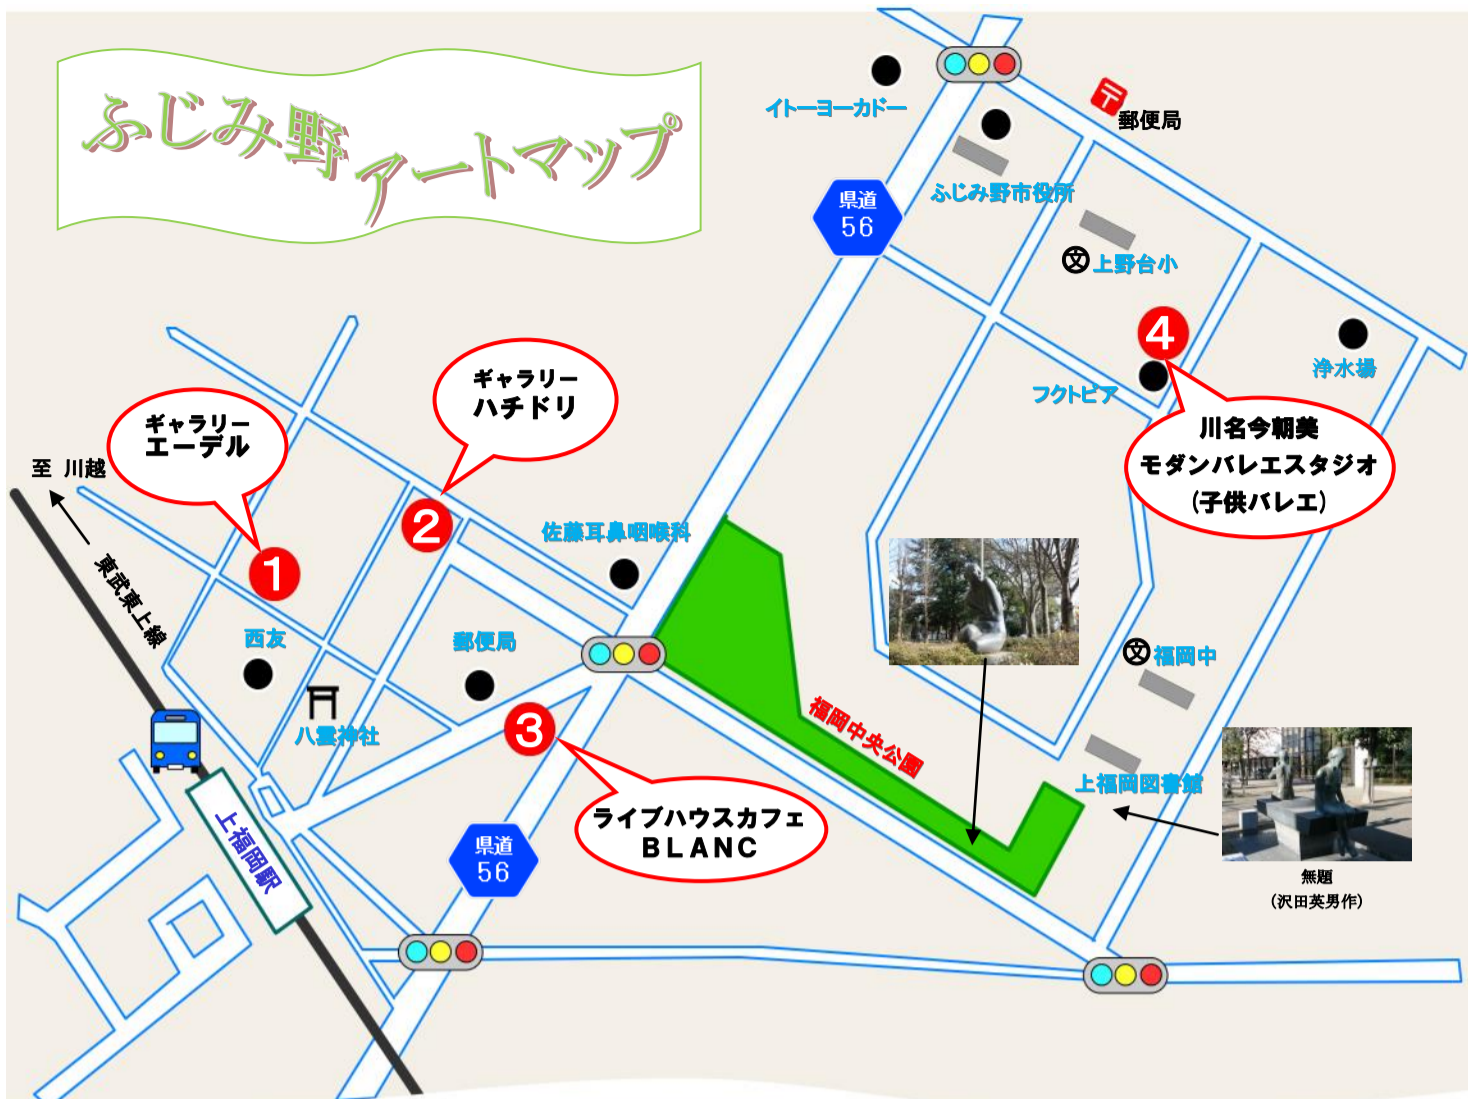 ふじみ野アートマップ
イトーヨーカドー
〒
郵便局
ふじみ野市役所
県道
56
文
上野台小
浄水場
4
フクトピア
川名今朝美
モダンバレエスタジオ
(子供バレエ)
ギャラリー
ハチドリ
ギャラリー
エーデル
至 川越
東武東上線
2
1
佐藤耳鼻咽喉科
西友
郵便局
八雲神社
3
文
福岡中
福岡中央公園
上福岡図書館
ライブハウスカフェ
BLANC
県道
56
上福岡駅
無題
(沢田英男作)